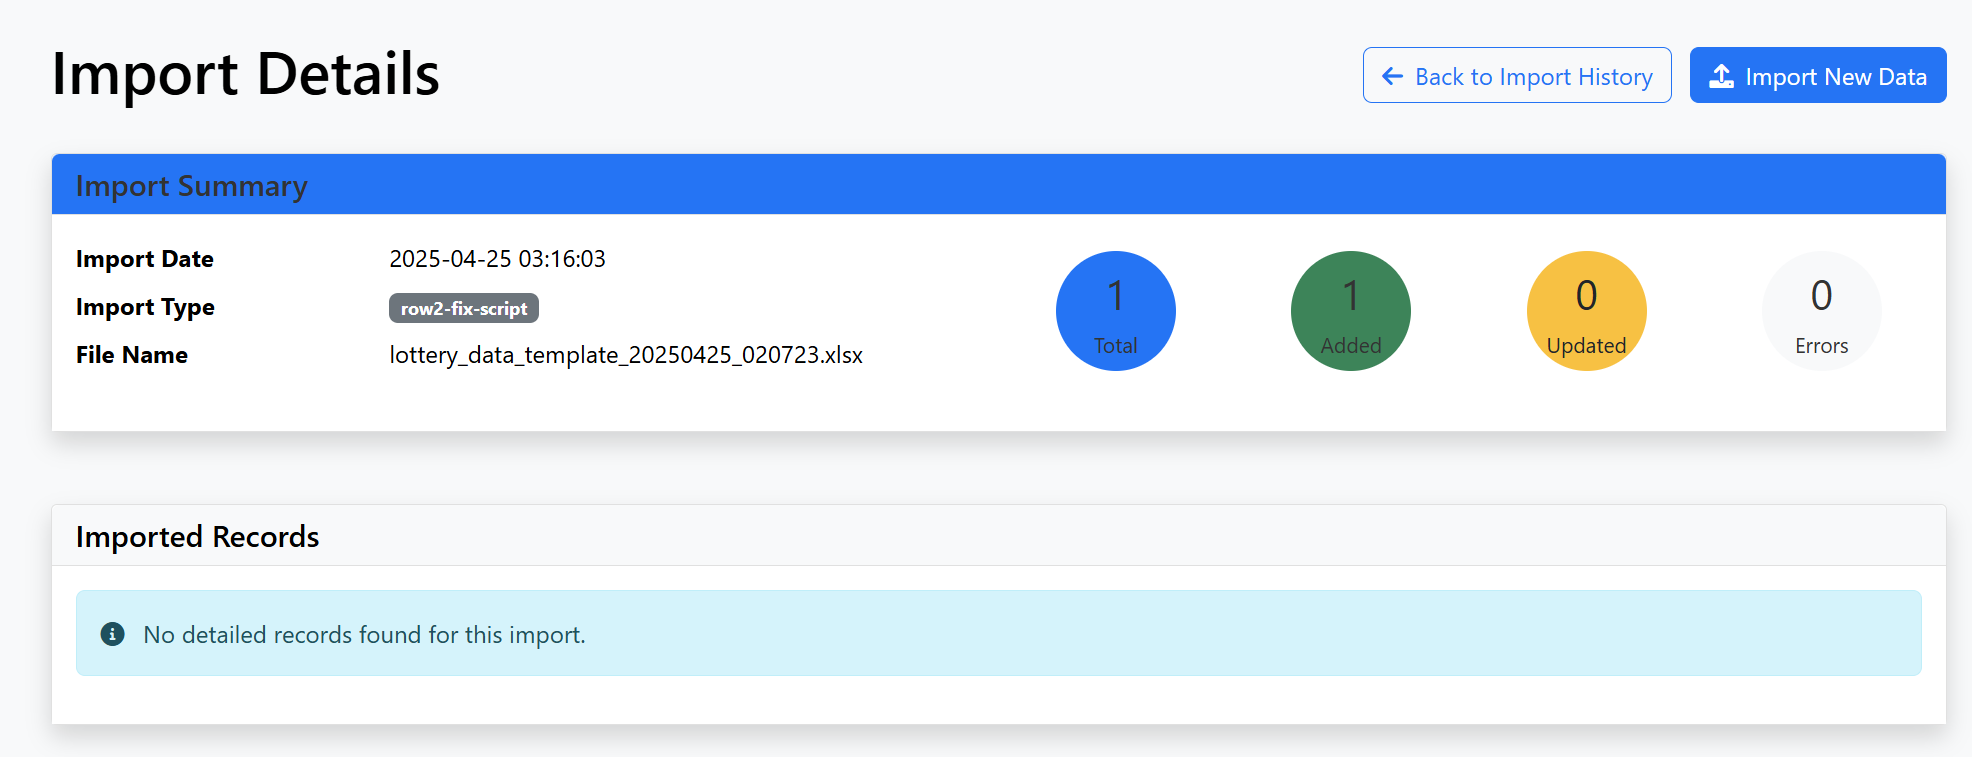 Import Details
Back to Import History
Import New Data
Import Summary
Import Date 2025-04-25 03:16:03
Import Type row2-fix-script
File Name lottery_data_template_20250425_020723.xlsx
1
Total
1
Added
0
Updated
0
Errors
Imported Records
No detailed records found for this import.